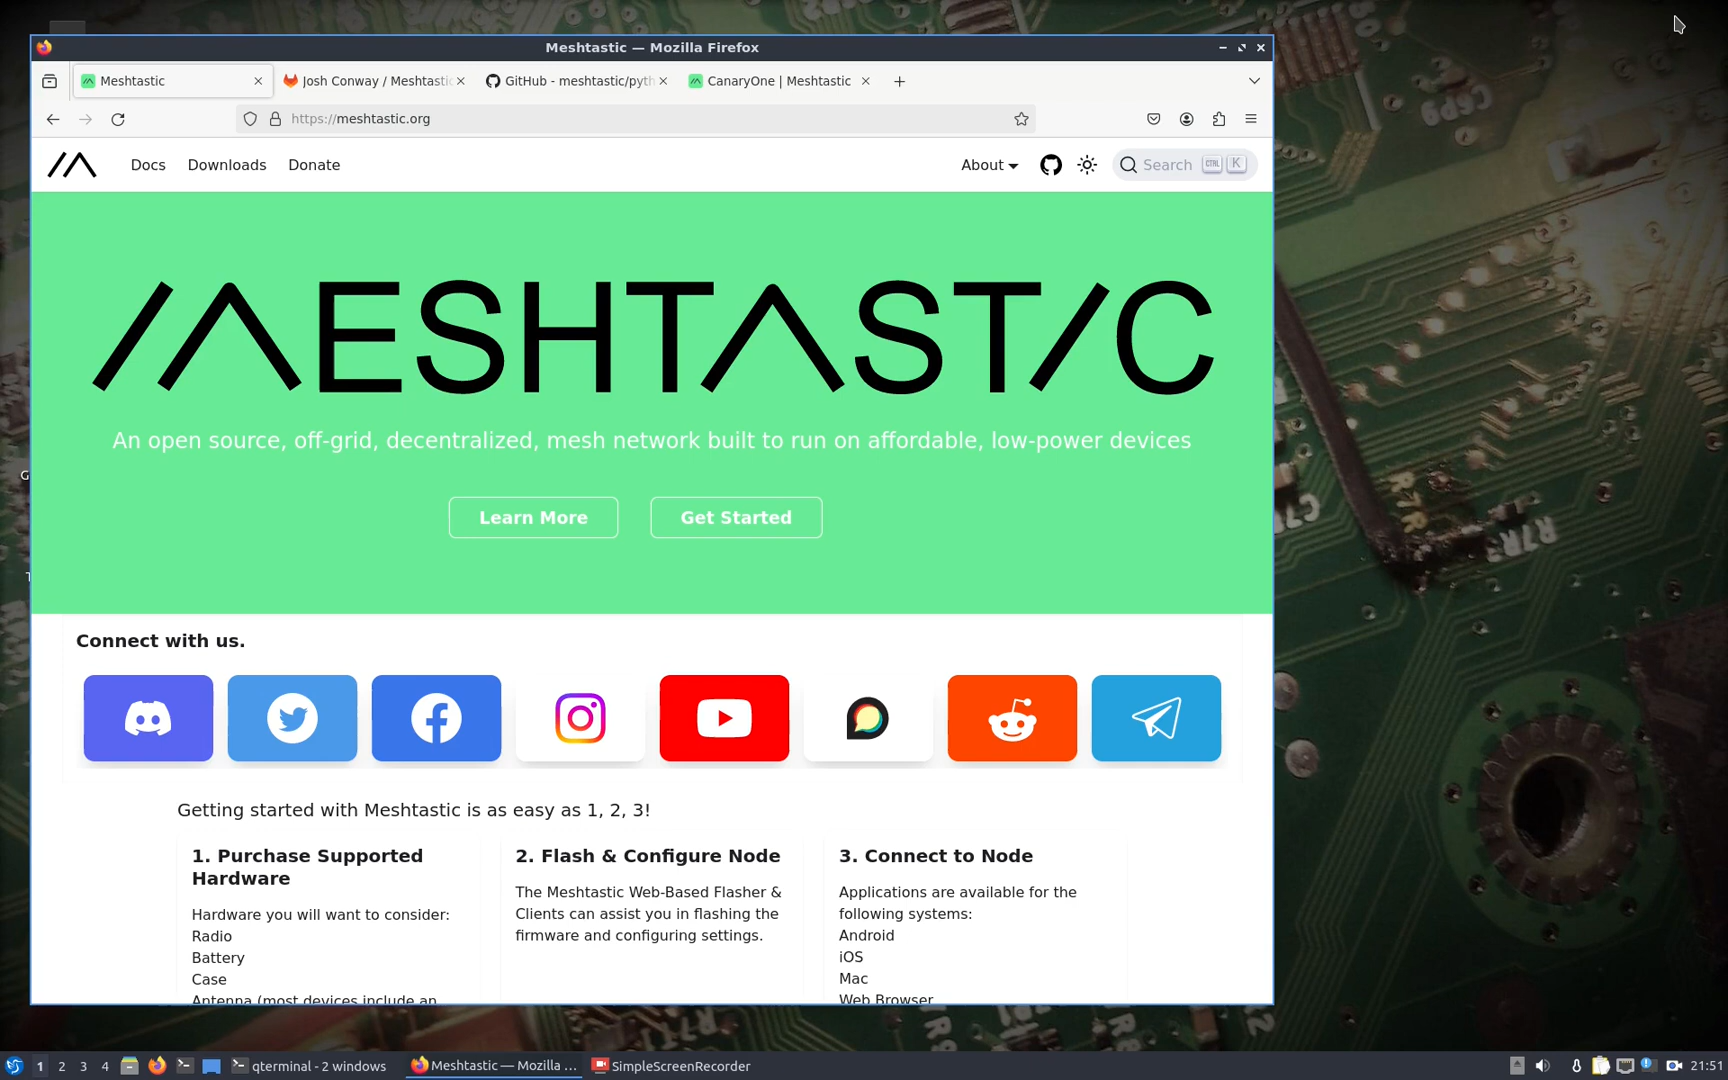 Meshtastic — Mozilla Firefox
Meshtastic
Josh Conway / Meshtastic
GitHub - meshtastic/pyth
CanaryOne | Meshtastic
https://meshtastic.org
Docs Downloads Donate About Search CTRL K
MESHTASTIC
An open source, off-grid, decentralized, mesh network built to run on affordable, low-power devices
Learn More Get Started
Connect with us.
Getting started with Meshtastic is as easy as 1, 2, 3!
1. Purchase Supported
Hardware
Hardware you will want to consider:
Radio
Battery
Case
Antenna (most devices include an
2. Flash & Configure Node
The Meshtastic Web-Based Flasher &
Clients can assist you in flashing the
firmware and configuring settings.
3. Connect to Node
Applications are available for the
following systems:
Android
iOS
Mac
Web Browser
1 2 3 4 qterminal - 2 windows Meshtastic — Mozilla ... SimpleScreenRecorder 21:51